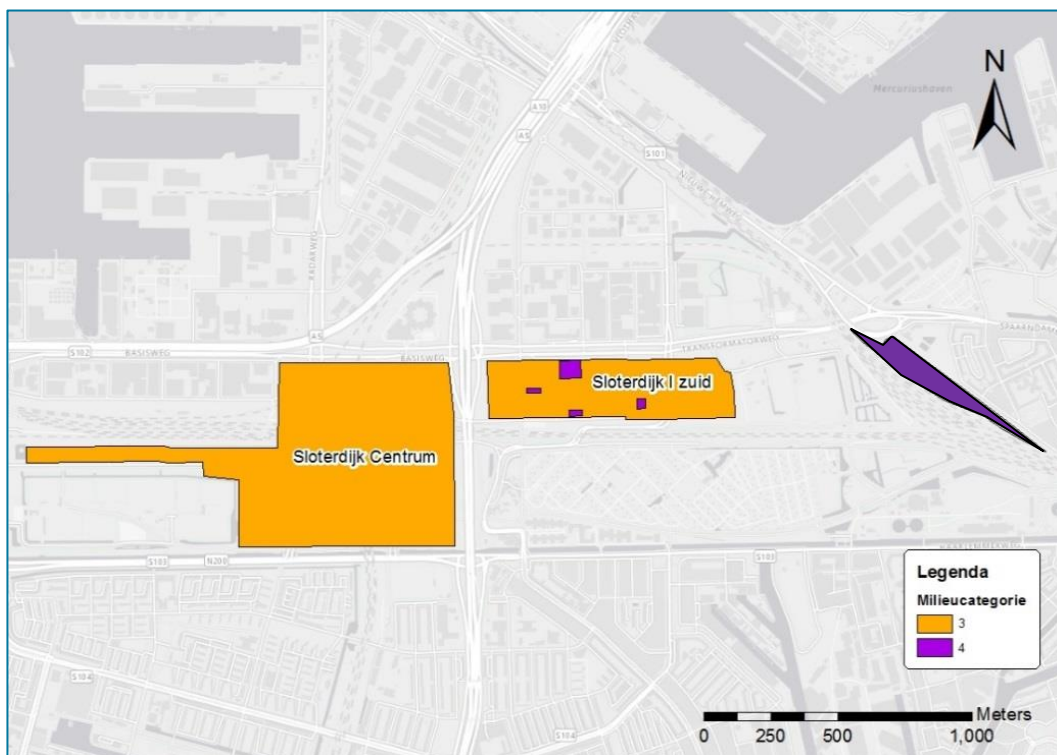 N
Mercuriushaven
A10
A5
S101
RADARWEG
A5
S102
BASISWEG
BASISWEG
TRANSFORMATORWEG
Sloterdijk I zuid
Sloterdijk Centrum
N200
S103
S103
S104
S104
Legenda
Milieucategorie
3
4
Meters
0 250 500 1,000